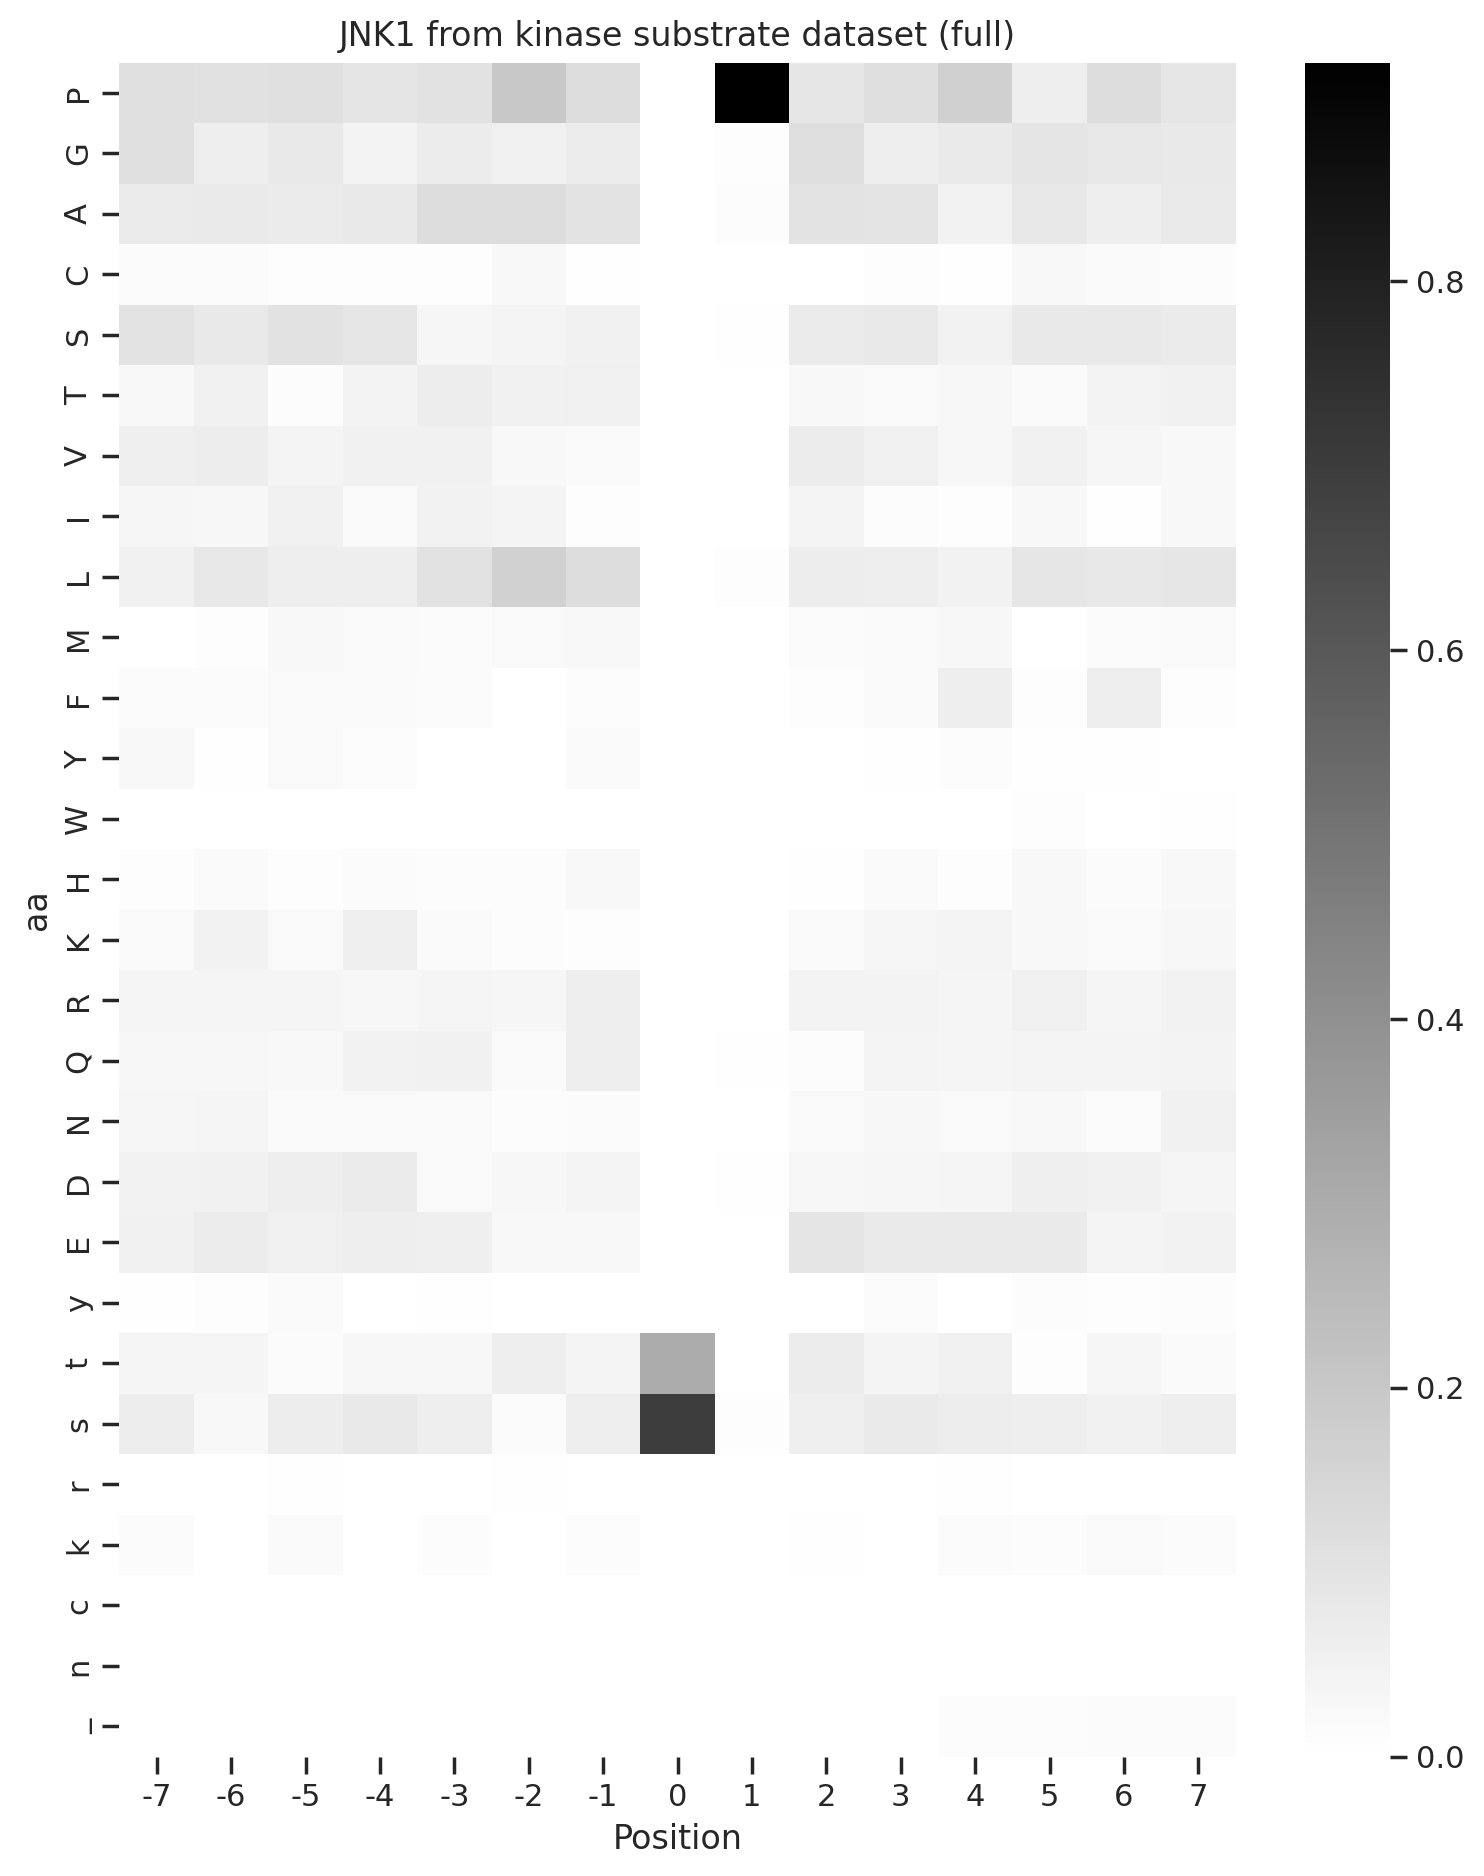 JNK1 from kinase substrate dataset (full)
P
G
A
C
S
T
V
I
L
M
F
Y
W
H
K
R
Q
N
D
E
y
t
s
r
k
c
n
_
aa
-7 -6 -5 -4 -3 -2 -1 0 1 2 3 4 5 6 7
Position
0.8
0.6
0.4
0.2
0.0